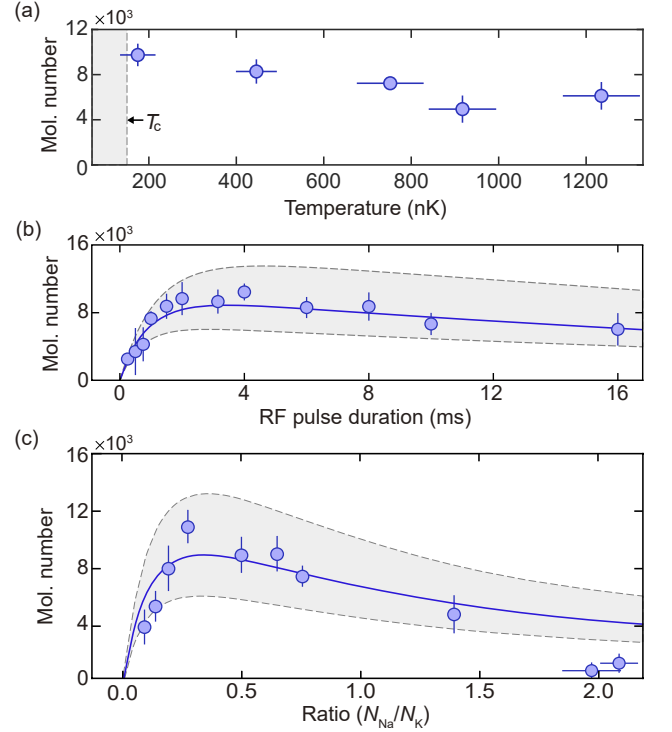 (a)
×10³
12
8
4
0
Mol. number
T_c
200 400 600 800 1000 1200
Temperature (nK)
(b)
×10³
16
8
0
Mol. number
0 4 8 12 16
RF pulse duration (ms)
(c)
×10³
16
12
8
4
0
Mol. number
0.0 0.5 1.0 1.5 2.0
Ratio (N_Na/N_K)